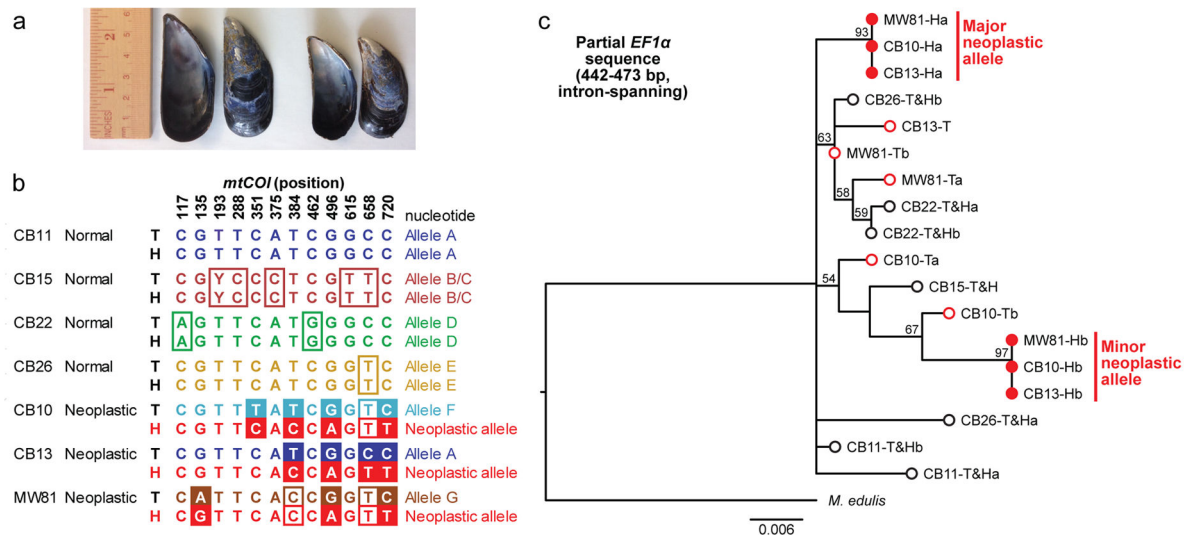 a
2
1
INCHES
b
mtCOI (position)
117 135 193 288 351 375 384 462 496 615 658 720
nucleotide
CB11 Normal T C G T T C A T C G G C C Allele A
H C G T T C A T C G G C C Allele A
CB15 Normal T C G Y C C C T C G T T C Allele B/C
H C G Y C C C T C G T T C Allele B/C
CB22 Normal T A G T T C A T G G G C C Allele D
H A G T T C A T G G G C C Allele D
CB26 Normal T C G T T C A T C G G T C Allele E
H C G T T C A T C G G T C Allele E
CB10 Neoplastic T C G T T T A T C G G T C Allele F
H C G T T C A C C A G T T Neoplastic allele
CB13 Neoplastic T C G T T C A T C G G C C Allele A
H C G T T C A C C A G T T Neoplastic allele
MW81 Neoplastic T C A T T C A C C G G T C Allele G
H C G T T C A C C A G T T Neoplastic allele
c
Partial EF1α
sequence
(442-473 bp,
intron-spanning)
93
MW81-Ha
CB10-Ha
CB13-Ha
Major
neoplastic
allele
CB26-T&Hb
63
CB13-T
MW81-Tb
58
MW81-Ta
59
CB22-T&Ha
CB22-T&Hb
54
CB10-Ta
CB15-T&H
67
CB10-Tb
97
MW81-Hb
CB10-Hb
CB13-Hb
Minor
neoplastic
allele
CB26-T&Ha
CB11-T&Hb
CB11-T&Ha
M. edulis
0.006